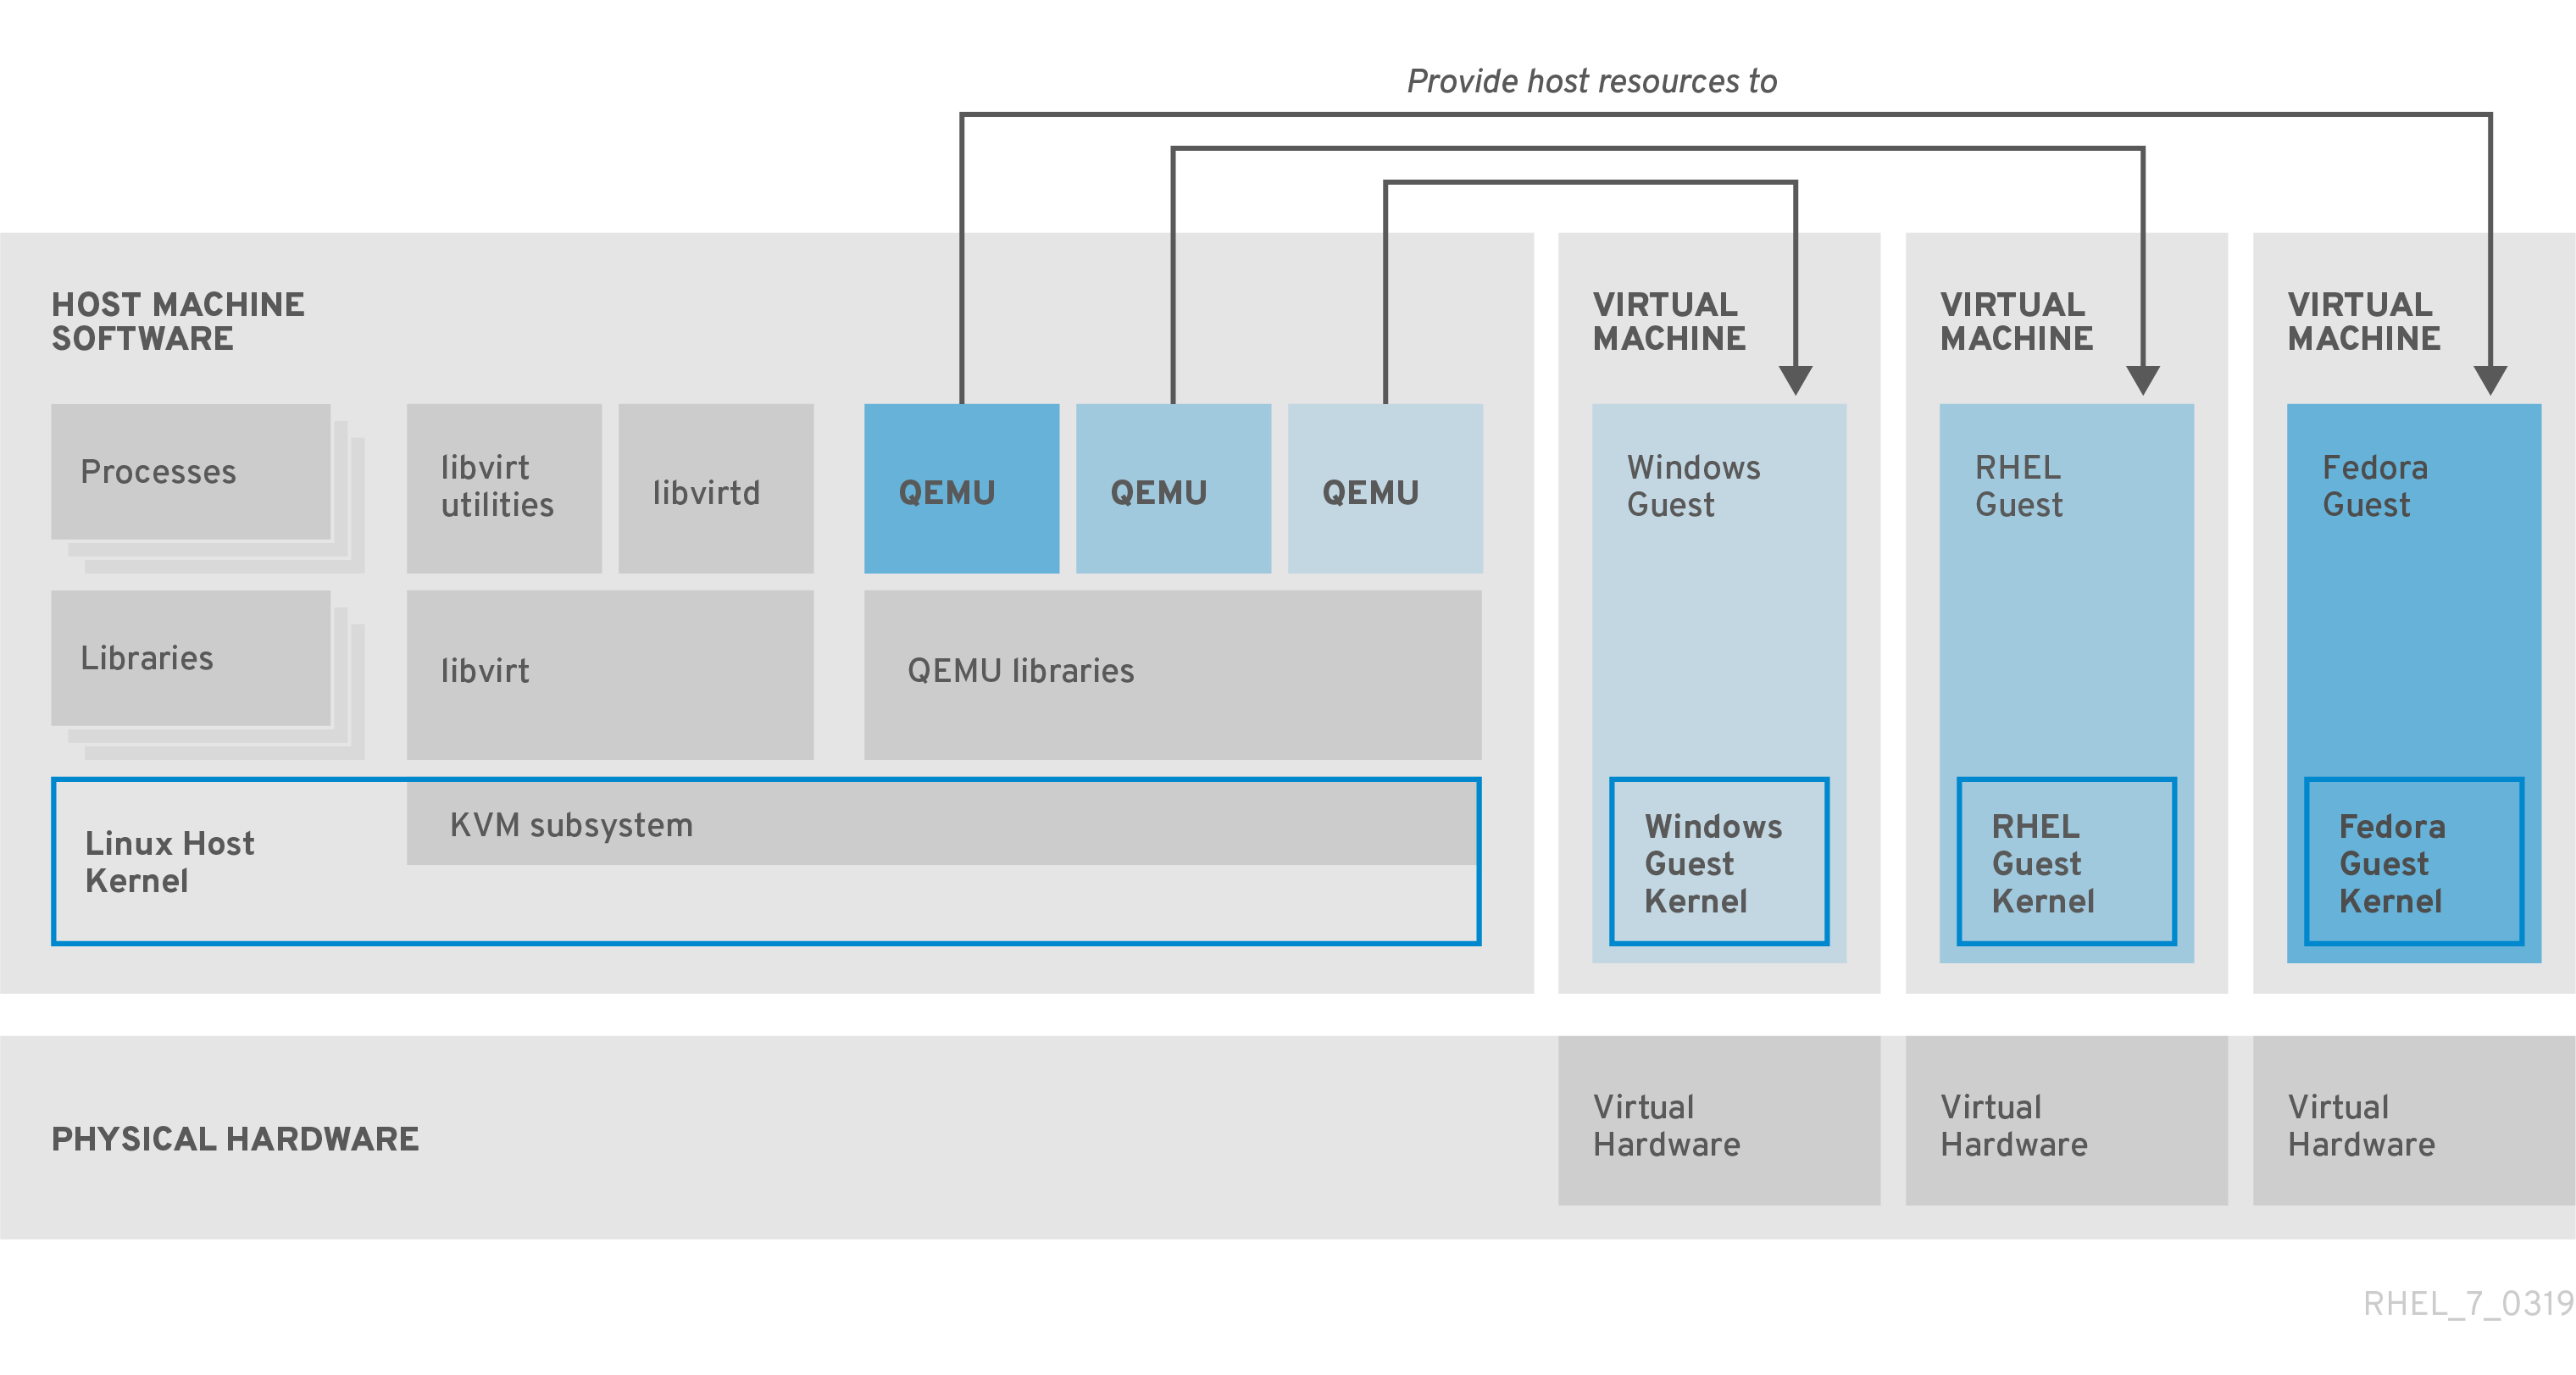 Provide host resources to
HOST MACHINE
SOFTWARE
VIRTUAL
MACHINE
VIRTUAL
MACHINE
VIRTUAL
MACHINE
Processes
libvirt
utilities
libvirtd
QEMU
QEMU
QEMU
Windows
Guest
RHEL
Guest
Fedora
Guest
Libraries
libvirt
QEMU libraries
Linux Host
Kernel
KVM subsystem
Windows
Guest
Kernel
RHEL
Guest
Kernel
Fedora
Guest
Kernel
PHYSICAL HARDWARE
Virtual
Hardware
Virtual
Hardware
Virtual
Hardware
RHEL_7_0319